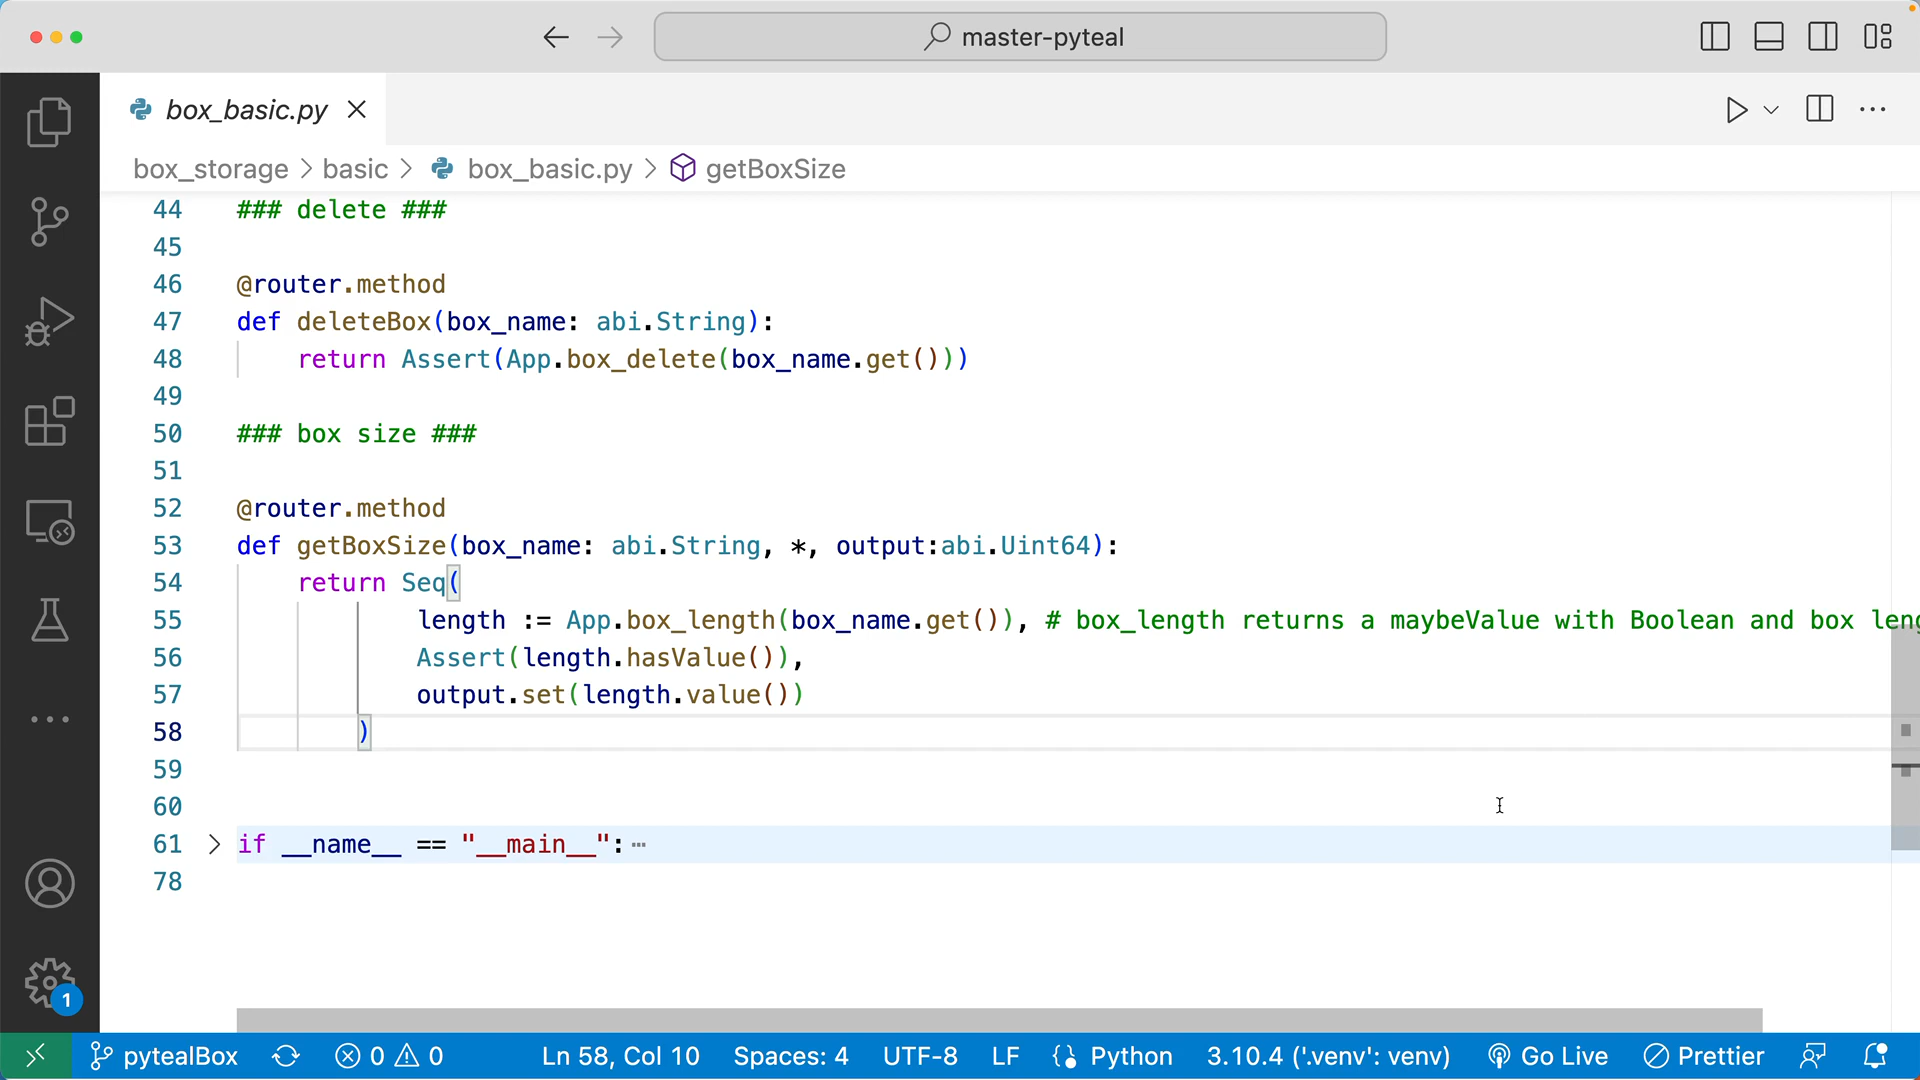 master-pyteal
box_basic.py
box_storage > basic > box_basic.py > getBoxSize
44 ### delete ###
45
46 @router.method
47 def deleteBox(box_name: abi.String):
48 return Assert(App.box_delete(box_name.get()))
49
50 ### box size ###
51
52 @router.method
53 def getBoxSize(box_name: abi.String, *, output:abi.Uint64):
54 return Seq(
55 length := App.box_length(box_name.get()), # box_length returns a maybeValue with Boolean and box leng
56 Assert(length.hasValue()),
57 output.set(length.value())
58 )
59
60
61 if __name__ == "__main__":
78
1
pytealBox 0 0 Ln 58, Col 10 Spaces: 4 UTF-8 LF Python 3.10.4 ('.venv': venv) Go Live Prettier